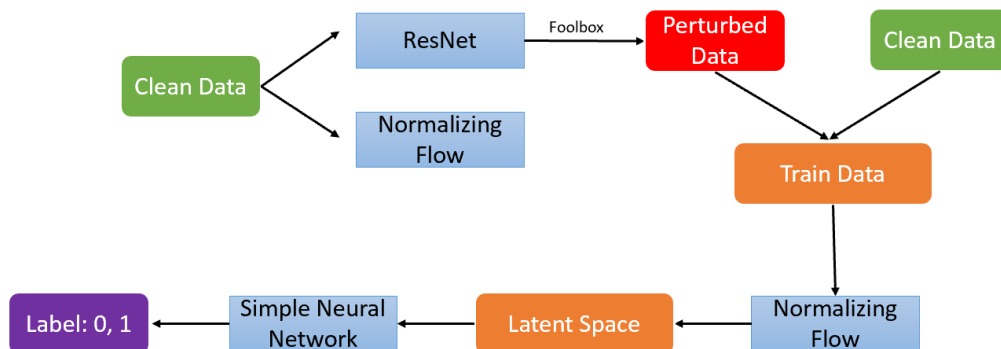 Clean Data
ResNet
Foolbox
Perturbed
Data
Clean Data
Normalizing
Flow
Train Data
Normalizing
Flow
Latent Space
Simple Neural
Network
Label: 0, 1